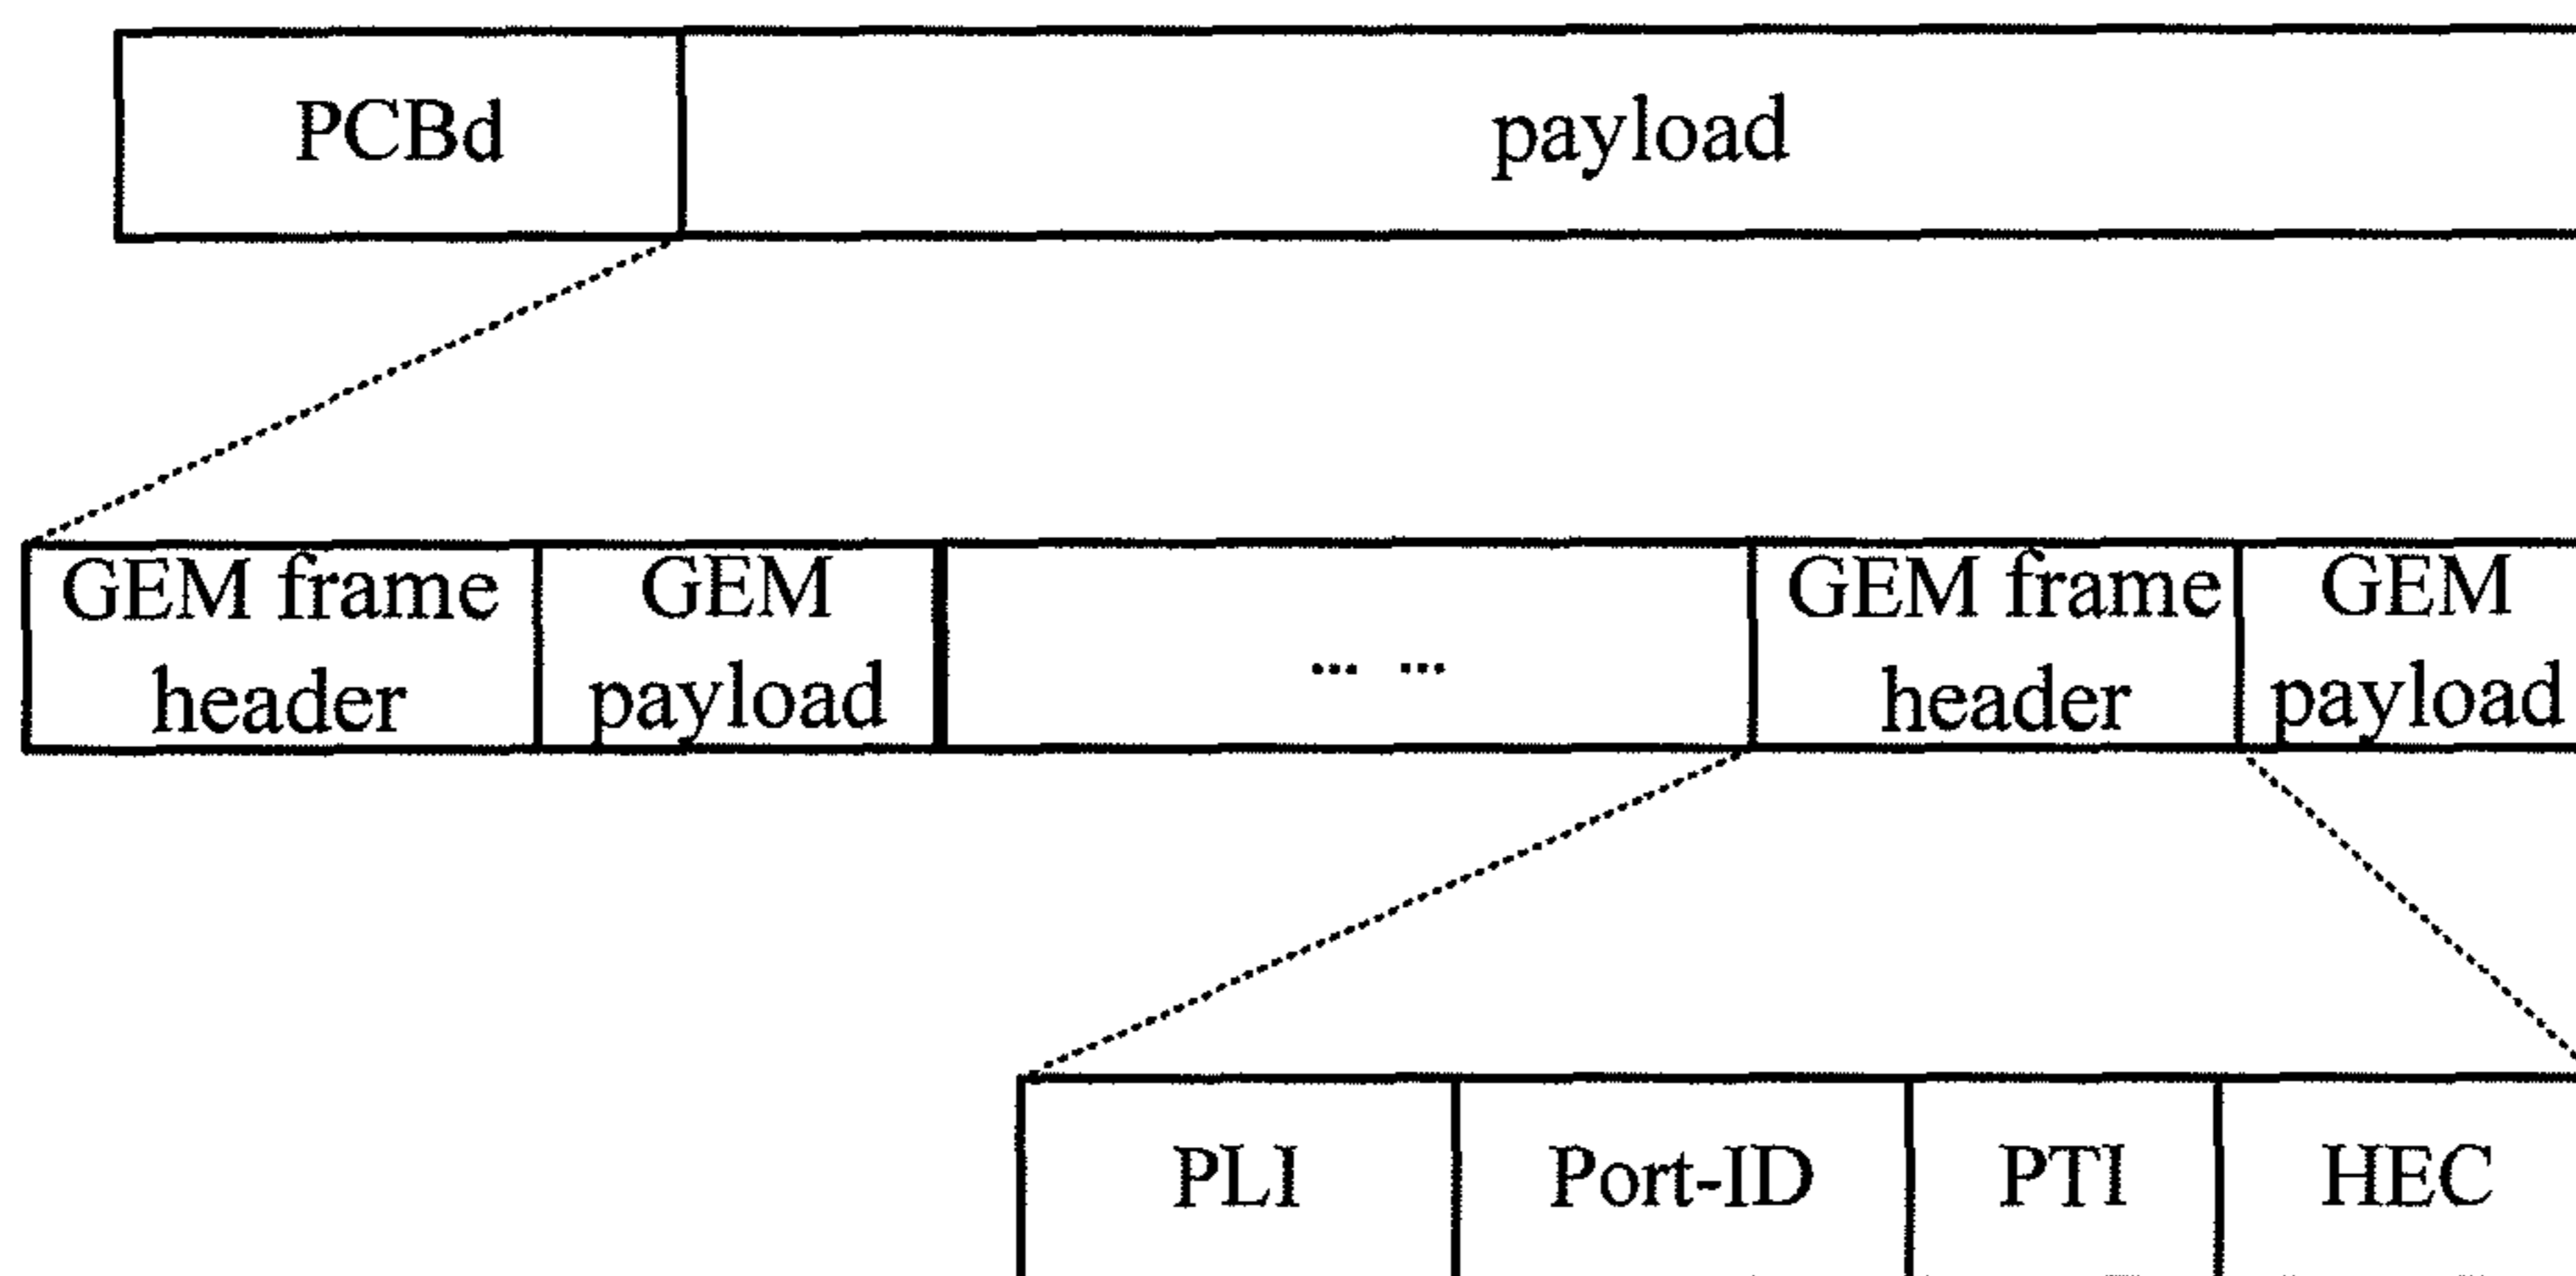 PCBd payload
GEM frame header GEM payload ... ... GEM frame header GEM payload
PLI Port-ID PTI HEC